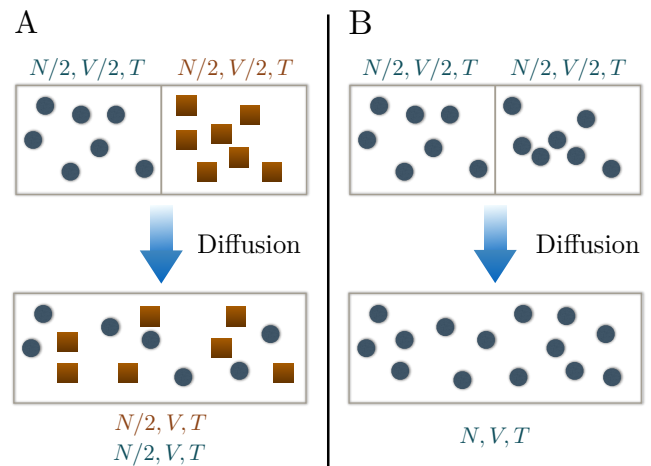 A
N/2, V/2, T N/2, V/2, T
Diffusion
N/2, V, T
N/2, V, T
B
N/2, V/2, T N/2, V/2, T
Diffusion
N, V, T